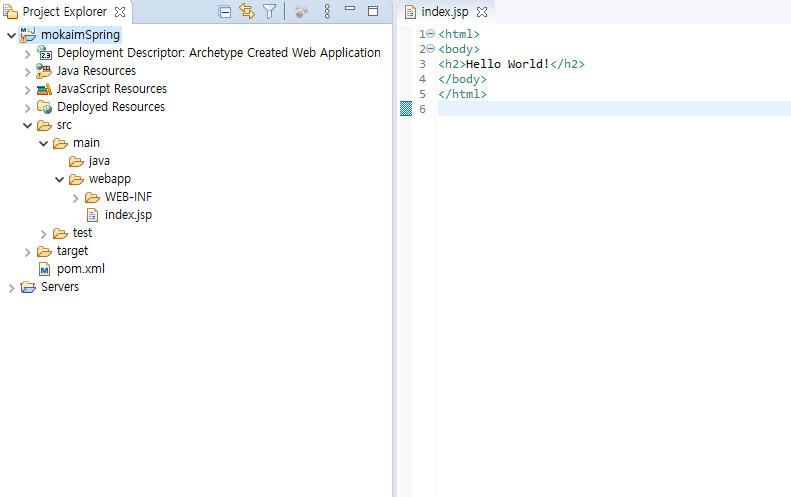 Project Explorer
mokaimSpring
Deployment Descriptor: Archetype Created Web Application
Java Resources
JavaScript Resources
Deployed Resources
src
main
java
webapp
WEB-INF
index.jsp
test
target
pom.xml
Servers
index.jsp
1 <html>
2 <body>
3 <h2>Hello World!</h2>
4 </body>
5 </html>
6